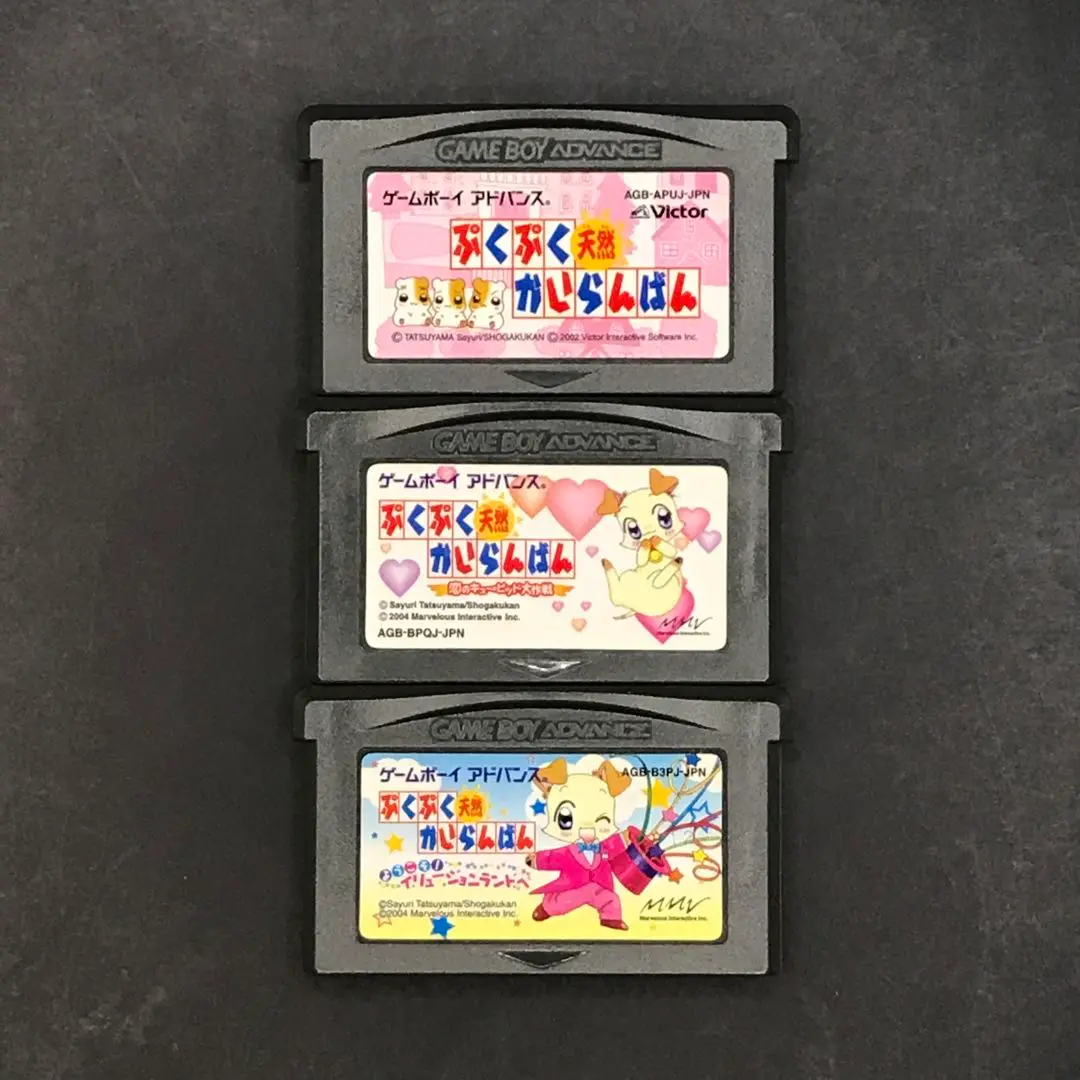 GAME BOY ADVANCE
ゲームボーイ アドバンス®
AGB-APUJ-JPN
Victor
ぷくぷく天然
かいらんばん
© TATSUYAMA Sayuri/SHOGAKUKAN © 2002 Victor Interactive Software Inc.
GAME BOY ADVANCE
ゲームボーイ アドバンス®
ぷくぷく天然
かいらんばん
恋のキューピッド大作戦
© Sayuri Tatsuyama/Shogakukan
© 2004 Marvelous Interactive Inc.
AGB-BPQJ-JPN
MMV
Marvelous Interactive Inc.
GAME BOY ADVANCE
ゲームボーイ アドバンス®
AGB-B3PJ-JPN
ぷくぷく天然
かいらんばん
ようこそ!
イリュージョンランドへ
©Sayuri Tatsuyama/Shogakukan
©2004 Marvelous Interactive Inc.
MMV
Marvelous Interactive Inc.